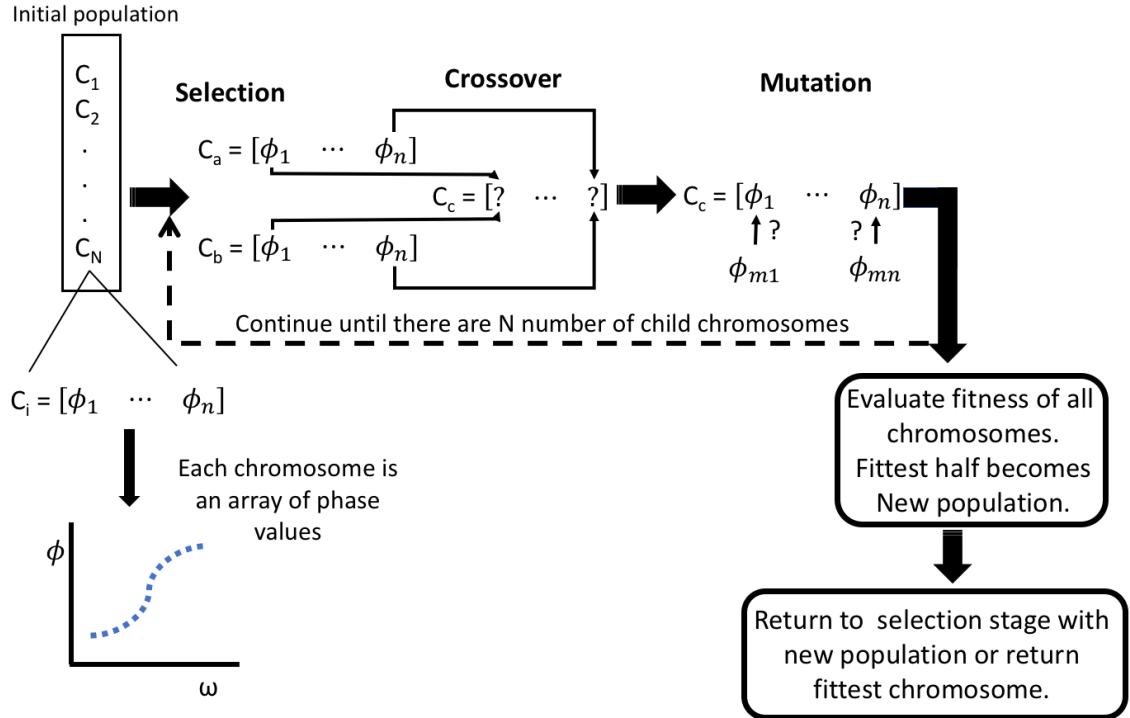 Initial population
C1
C2
.
.
.
CN
Selection
Crossover
Mutation
Ca = [ϕ1 ⋯ ϕn]
Cc = [? ⋯ ?]
Cb = [ϕ1 ⋯ ϕn]
Cc = [ϕ1 ⋯ ϕn]
? ?
ϕm1 ϕmn
Continue until there are N number of child chromosomes
Ci = [ϕ1 ⋯ ϕn]
Each chromosome is
an array of phase
values
ϕ
ω
Evaluate fitness of all
chromosomes.
Fittest half becomes
New population.
Return to selection stage with
new population or return
fittest chromosome.